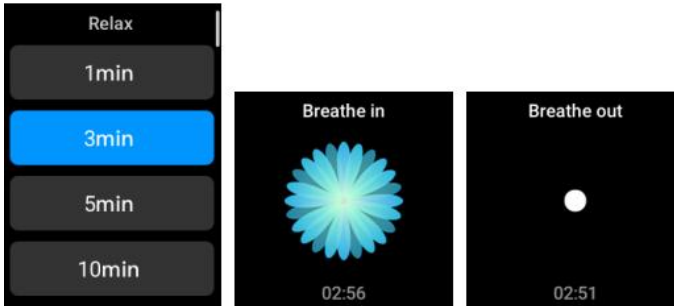 Relax
1min
3min
5min
10min
Breathe in
02:56
Breathe out
02:51